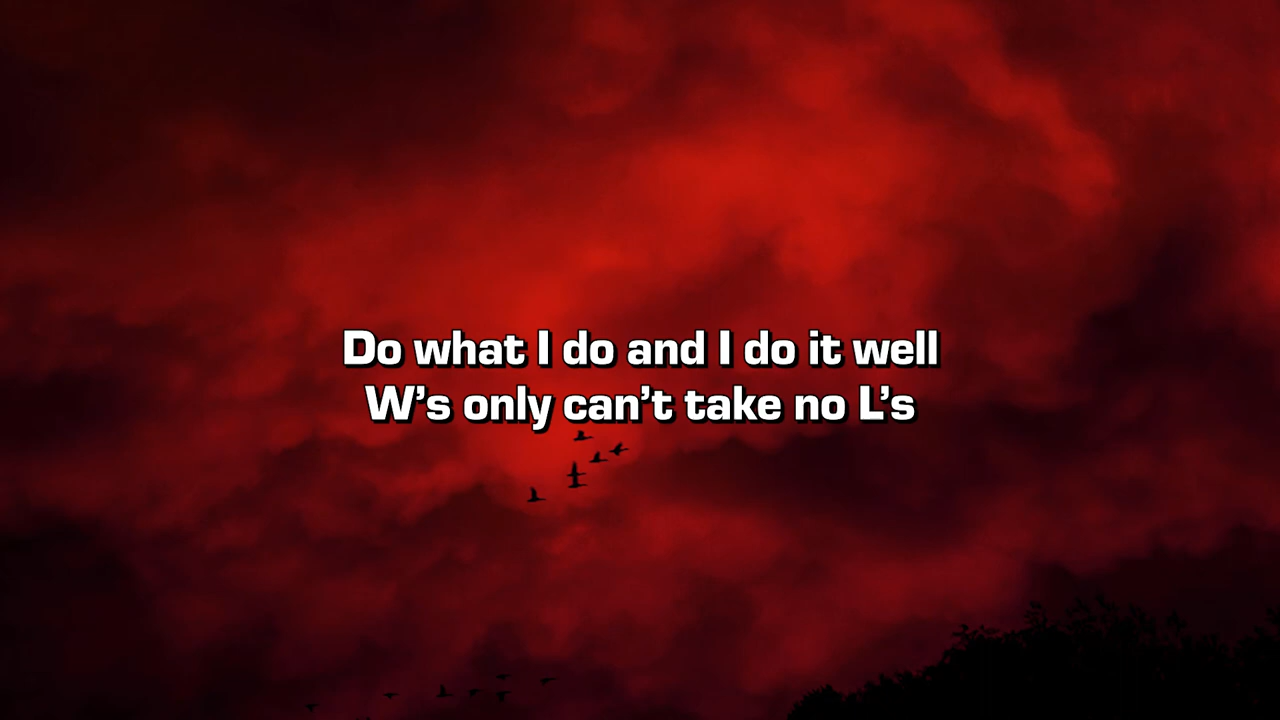 Do what I do and I do it well
W’s only can’t take no L’s